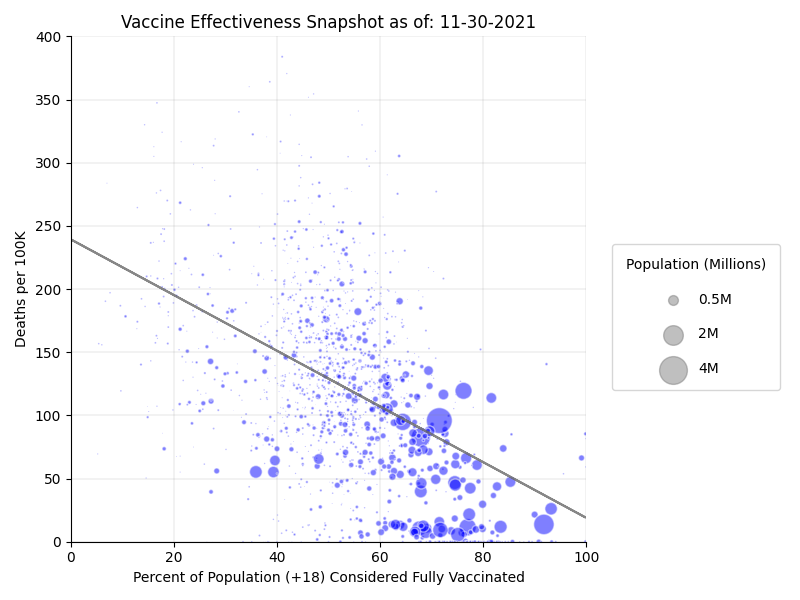 Vaccine Effectiveness Snapshot as of: 11-30-2021
400
350
300
250
200
150
100
50
0
Deaths per 100K
0 20 40 60 80 100
Percent of Population (+18) Considered Fully Vaccinated
Population (Millions)
0.5M
2M
4M